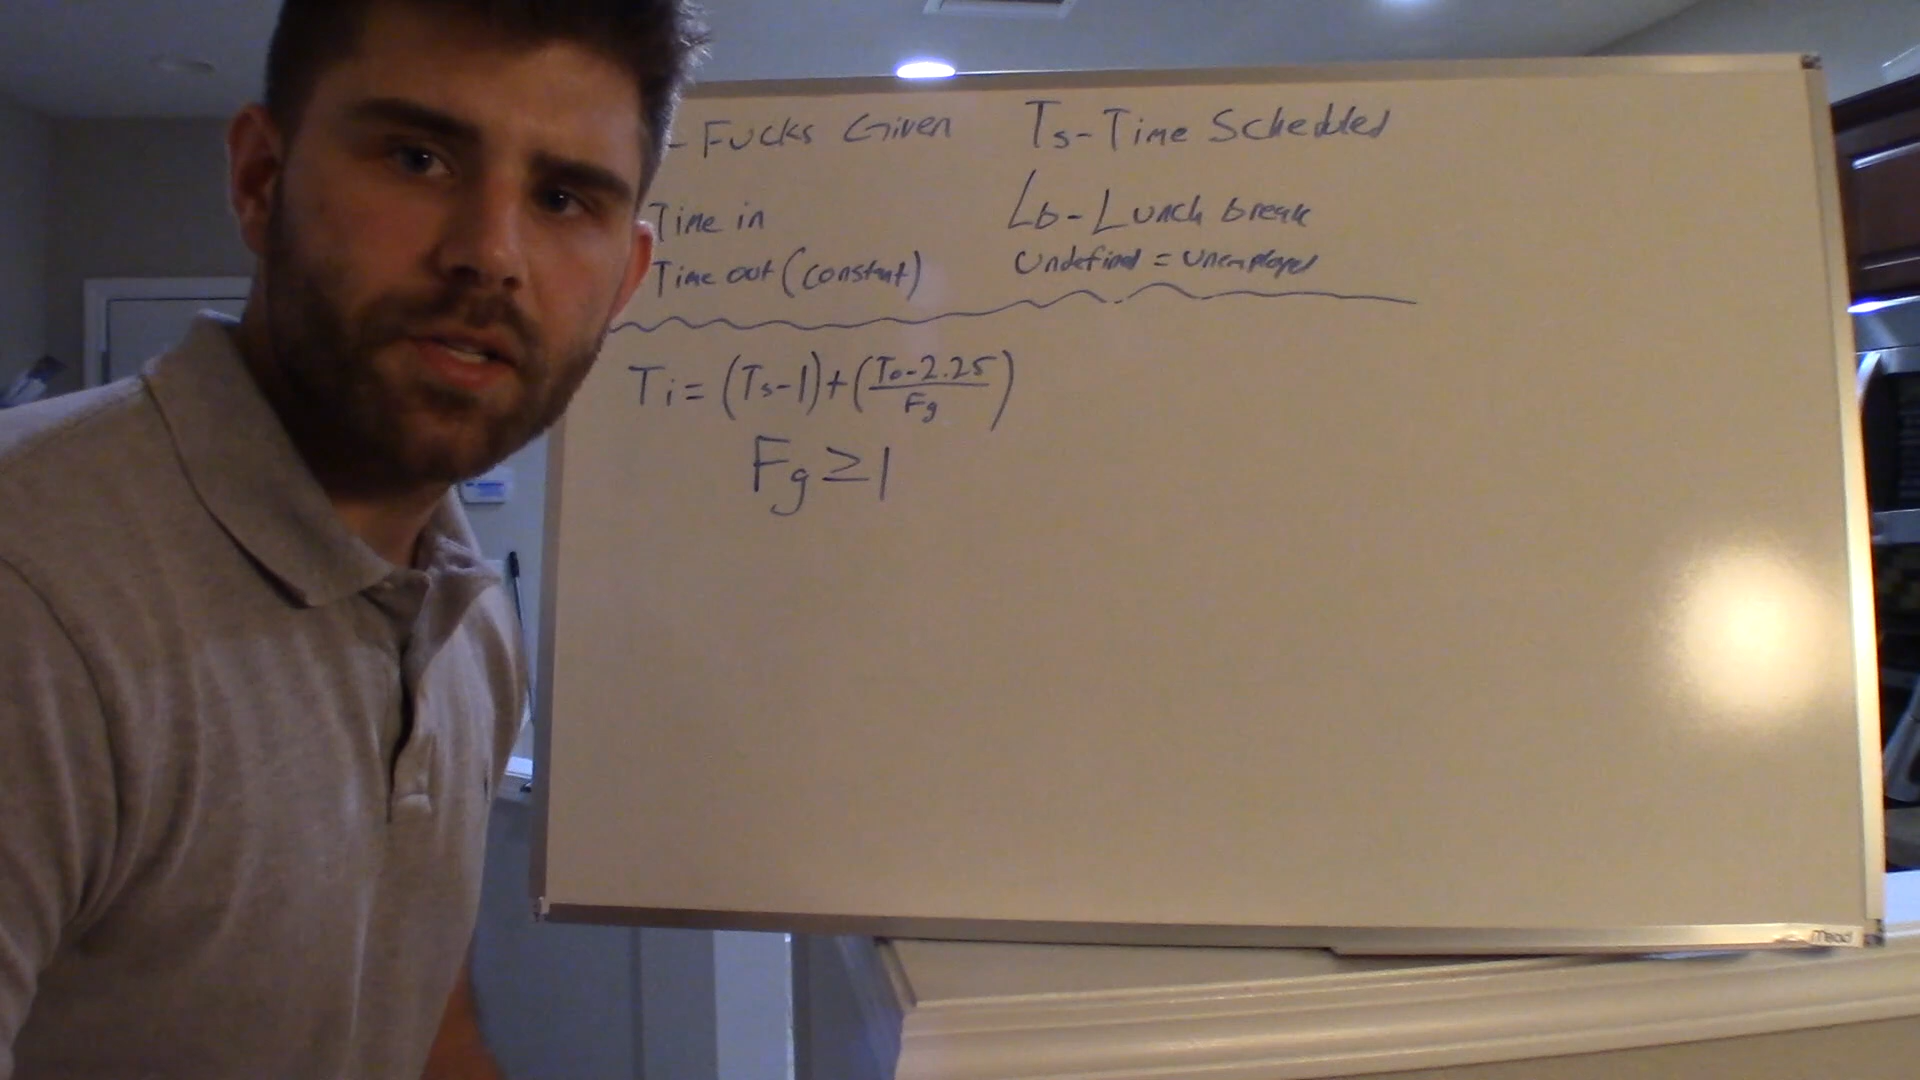 - Fucks Given Ts-Time Scheduled
Time in
Lb-Lunch break
Time out (constant)
undefined = unemployed
Ti = (Ts-1)+(To-2.25/Fg)
Fg ≥ 1
Mead